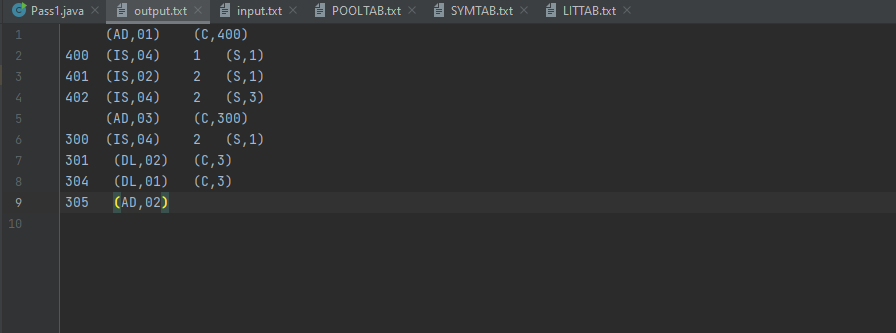 Pass1.java output.txt input.txt POOLTAB.txt SYMTAB.txt LITTAB.txt
1 (AD,01) (C,400)
2 400 (IS,04) 1 (S,1)
3 401 (IS,02) 2 (S,1)
4 402 (IS,04) 2 (S,3)
5 (AD,03) (C,300)
6 300 (IS,04) 2 (S,1)
7 301 (DL,02) (C,3)
8 304 (DL,01) (C,3)
9 305 (AD,02)
10